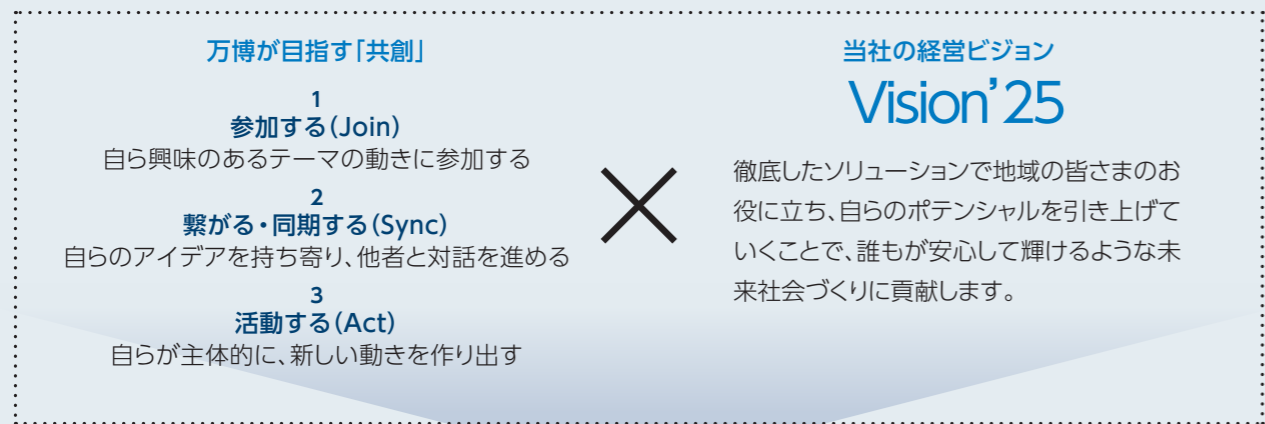 万博が目指す「共創」
1
参加する(Join)
自ら興味のあるテーマの動きに参加する
2
繋がる・同期する(Sync)
自らのアイデアを持ち寄り、他者と対話を進める
3
活動する(Act)
自らが主体的に、新しい動きを作り出す
×
当社の経営ビジョン
Vision’25
徹底したソリューションで地域の皆さまのお
役に立ち、自らのポテンシャルを引き上げて
いくことで、誰もが安心して輝けるような未
来社会づくりに貢献します。